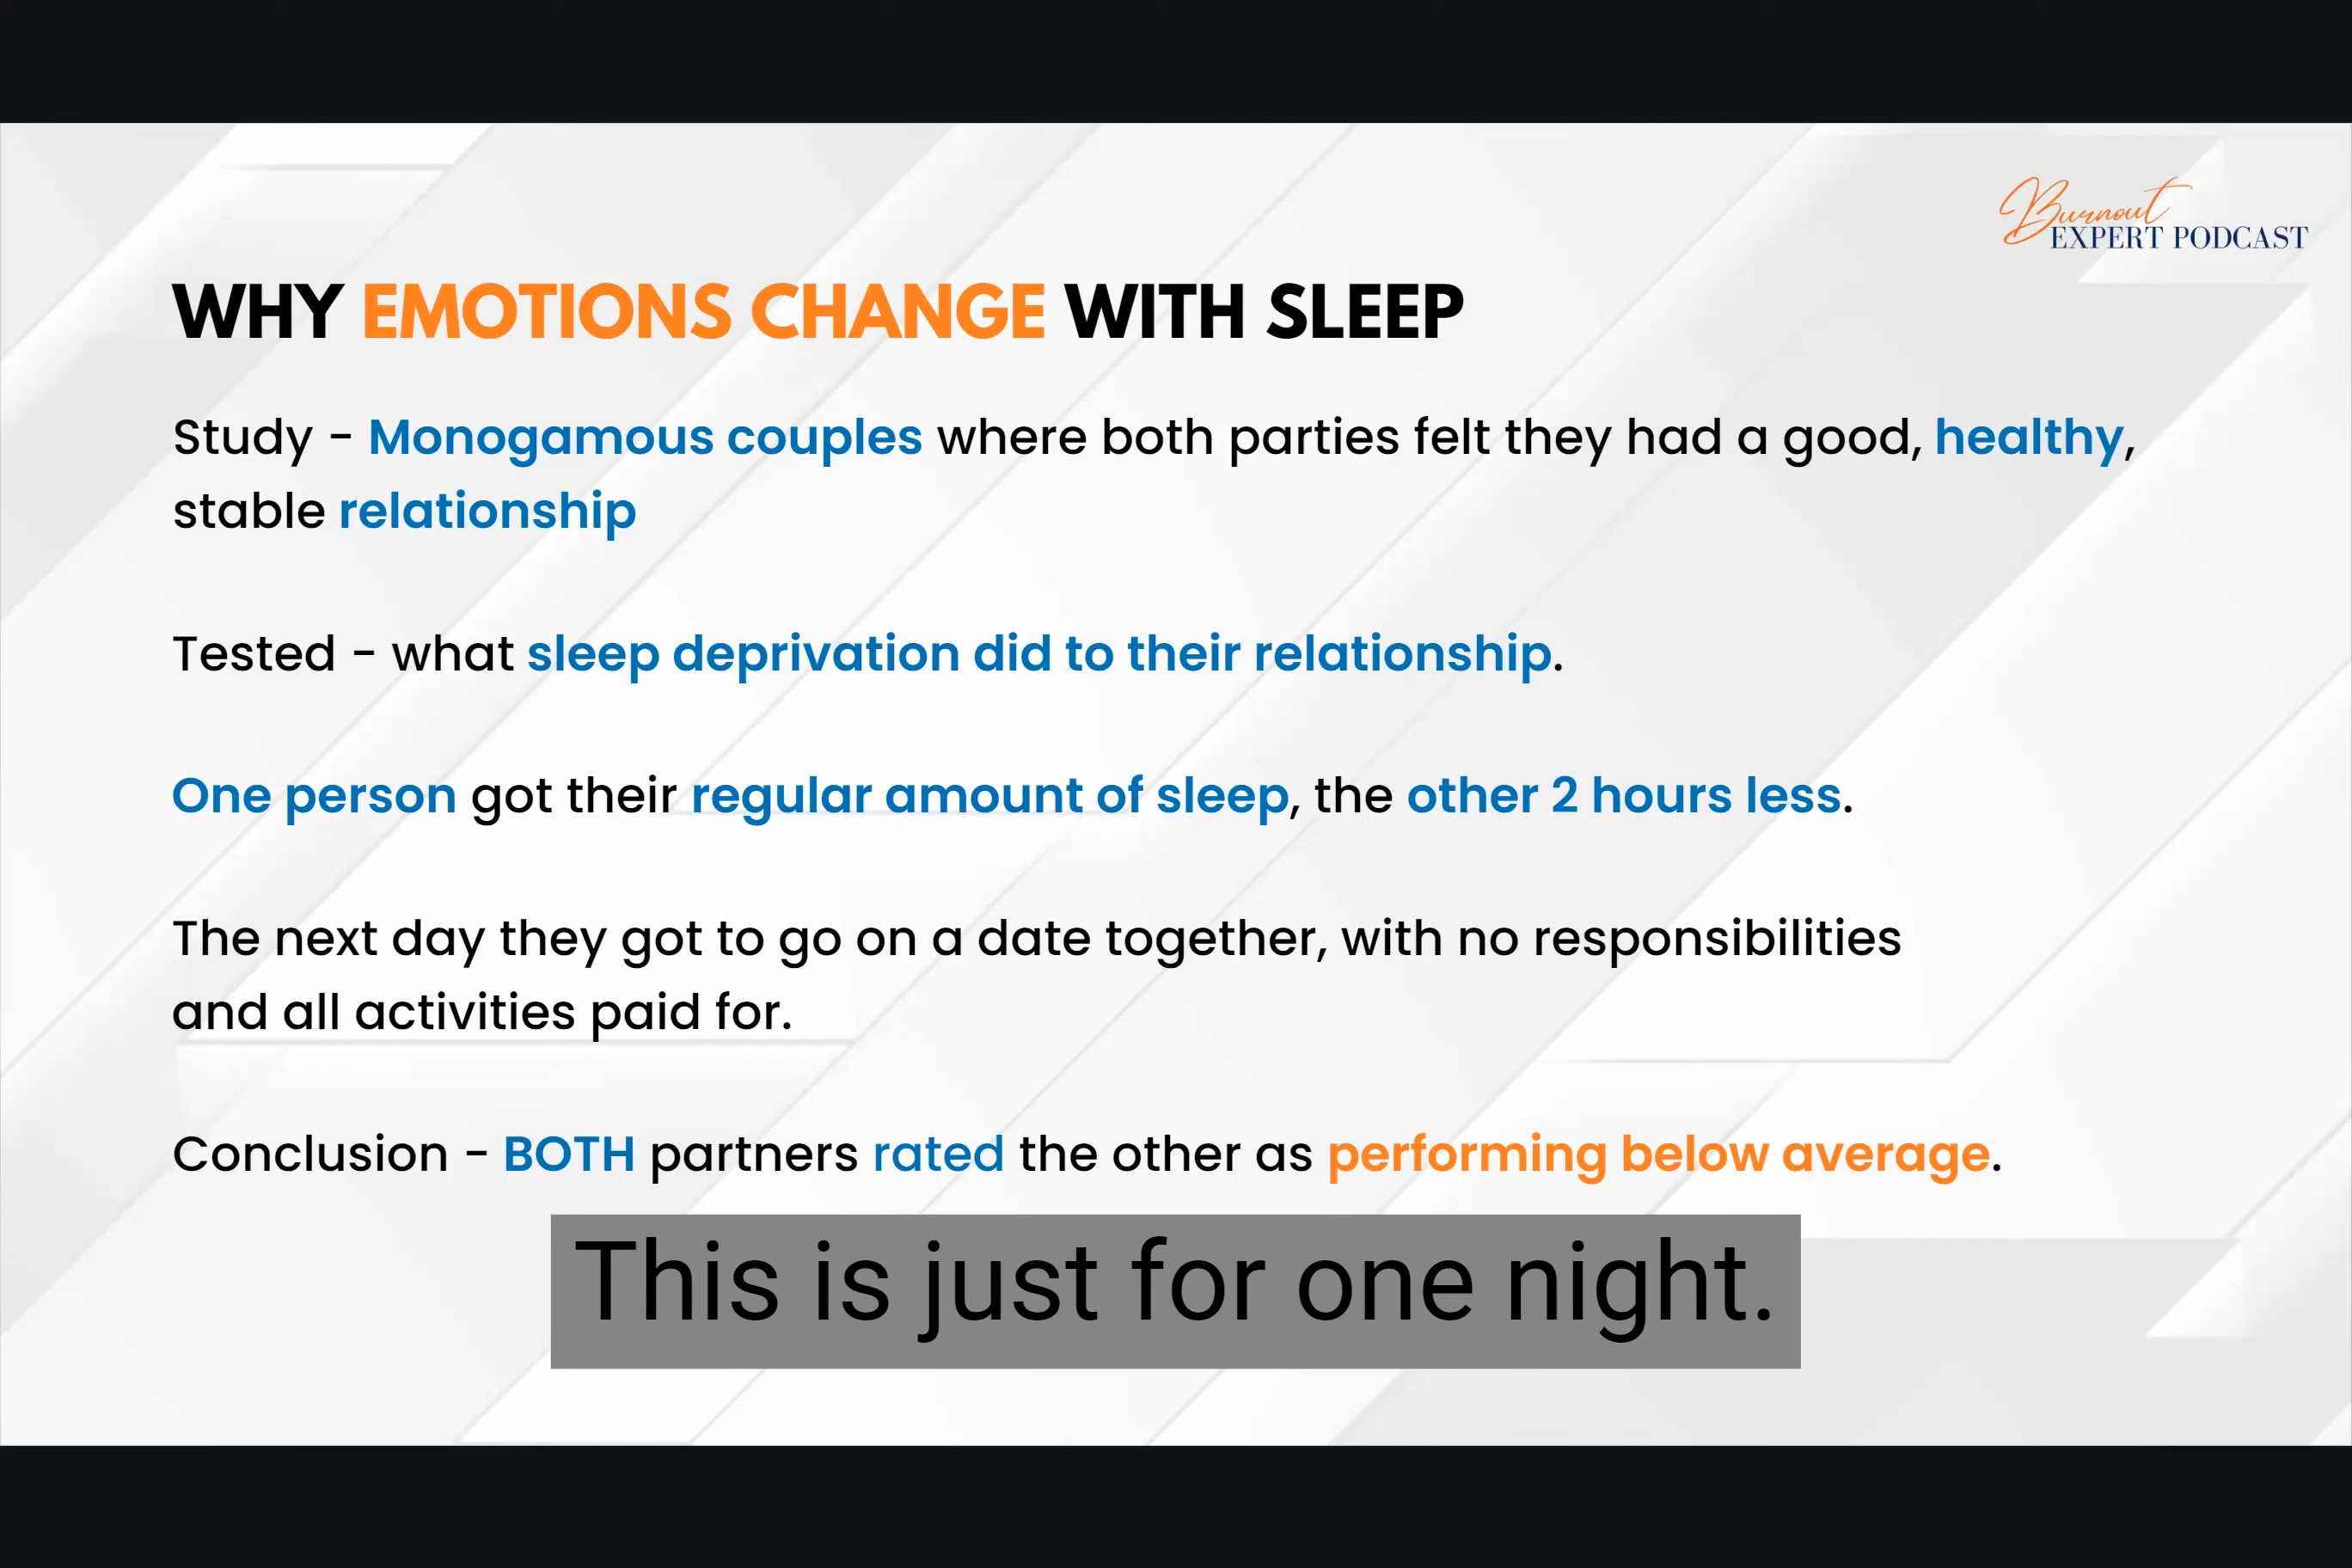 Burnout
EXPERT PODCAST
WHY EMOTIONS CHANGE WITH SLEEP
Study - Monogamous couples where both parties felt they had a good, healthy,
stable relationship
Tested - what sleep deprivation did to their relationship.
One person got their regular amount of sleep, the other 2 hours less.
The next day they got to go on a date together, with no responsibilities
and all activities paid for.
Conclusion - BOTH partners rated the other as performing below average.
This is just for one night.